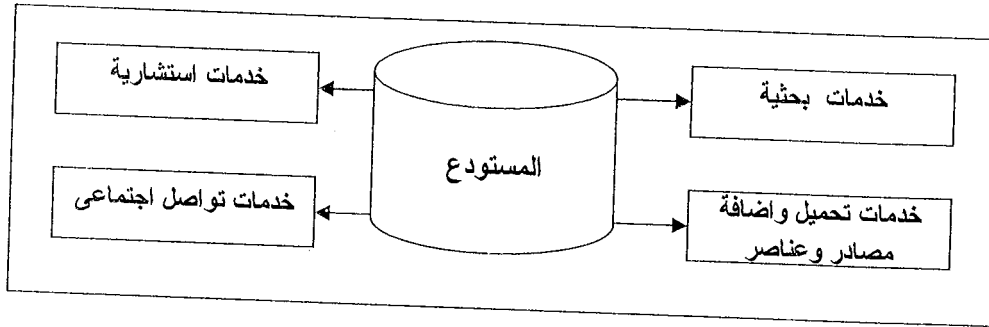 خدمات بحثية
خدمات استشارية
المستودع
خدمات تحميل واضافة
مصادر وعناصر
خدمات تواصل اجتماعى